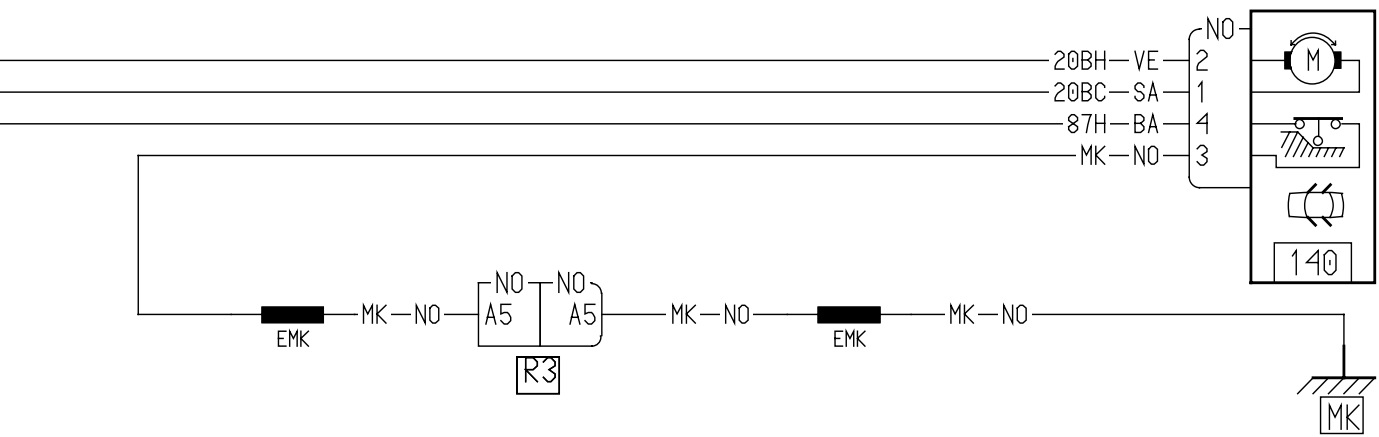 NO
20BH VE 2 M
20BC SA 1
87H BA 4
MK NO 3
140
NO NO
MK NO A5 A5 MK NO MK NO
EMK EMK
R3
MK